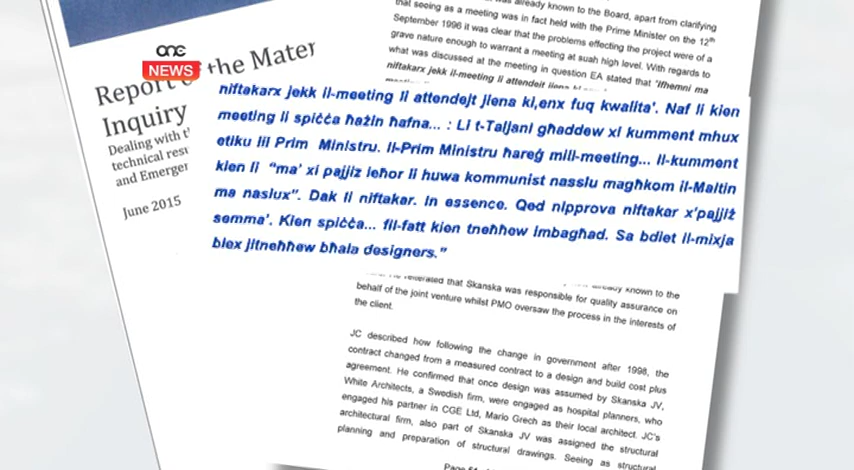 one
NEWS
Report the Mater
Inquiry
Dealing with
technical
and Emerger
June 2015
already known to the Board, apart from clarifying
that seeing as a meeting was in fact held with the Prime Minister on the 12th
September 1996 it was clear that the problems effecting the project were of a
grave nature enough to warrant a meeting at suah high level. With regards to
what was discussed at the meeting in question EA stated that "Ifhemni ma
niftakarx jekk il-meeting li attendejt jiena
niftakarx jekk il-meeting li attendejt jiena ki,enx fuq kwalita'. Naf li kien
meeting li spiċċa ħażin ħafna... : Li t-Taljani għaddew xi kumment mhux
etiku lil Prim Ministru. Il-Prim Ministru ħareġ mill-meeting... Il-kumment
kien li "ma' xi pajjiż leħor li huwa kommunist nasslu magħkom il-Maltin
ma naslux". Dak li niftakar. In essence. Qed nipprova niftakar x'pajjiż
semma'. Kien spiċċa... fil-fatt kien tneħħew imbagħad. Sa bdiet il-mixja
biex jitneħħew bħala designers."
already known to the
reiterated that Skanska was responsible for quality assurance on
behalf of the joint venture whilst PMO oversaw the process in the interests of
the client.
JC described how following the change in government after 1998, the
contract changed from a measured contract to a design and build cost plus
agreement. He confirmed that once design was assumed by Skanska JV,
White Architects, a Swedish firm, were engaged as hospital planners, who
engaged his partner in CGE Ltd, Mario Grech as their local architect. JC's
architectural firm, also part of Skanska JV was assigned the structural
planning and preparation of structural drawings. Seeing as structural
Page